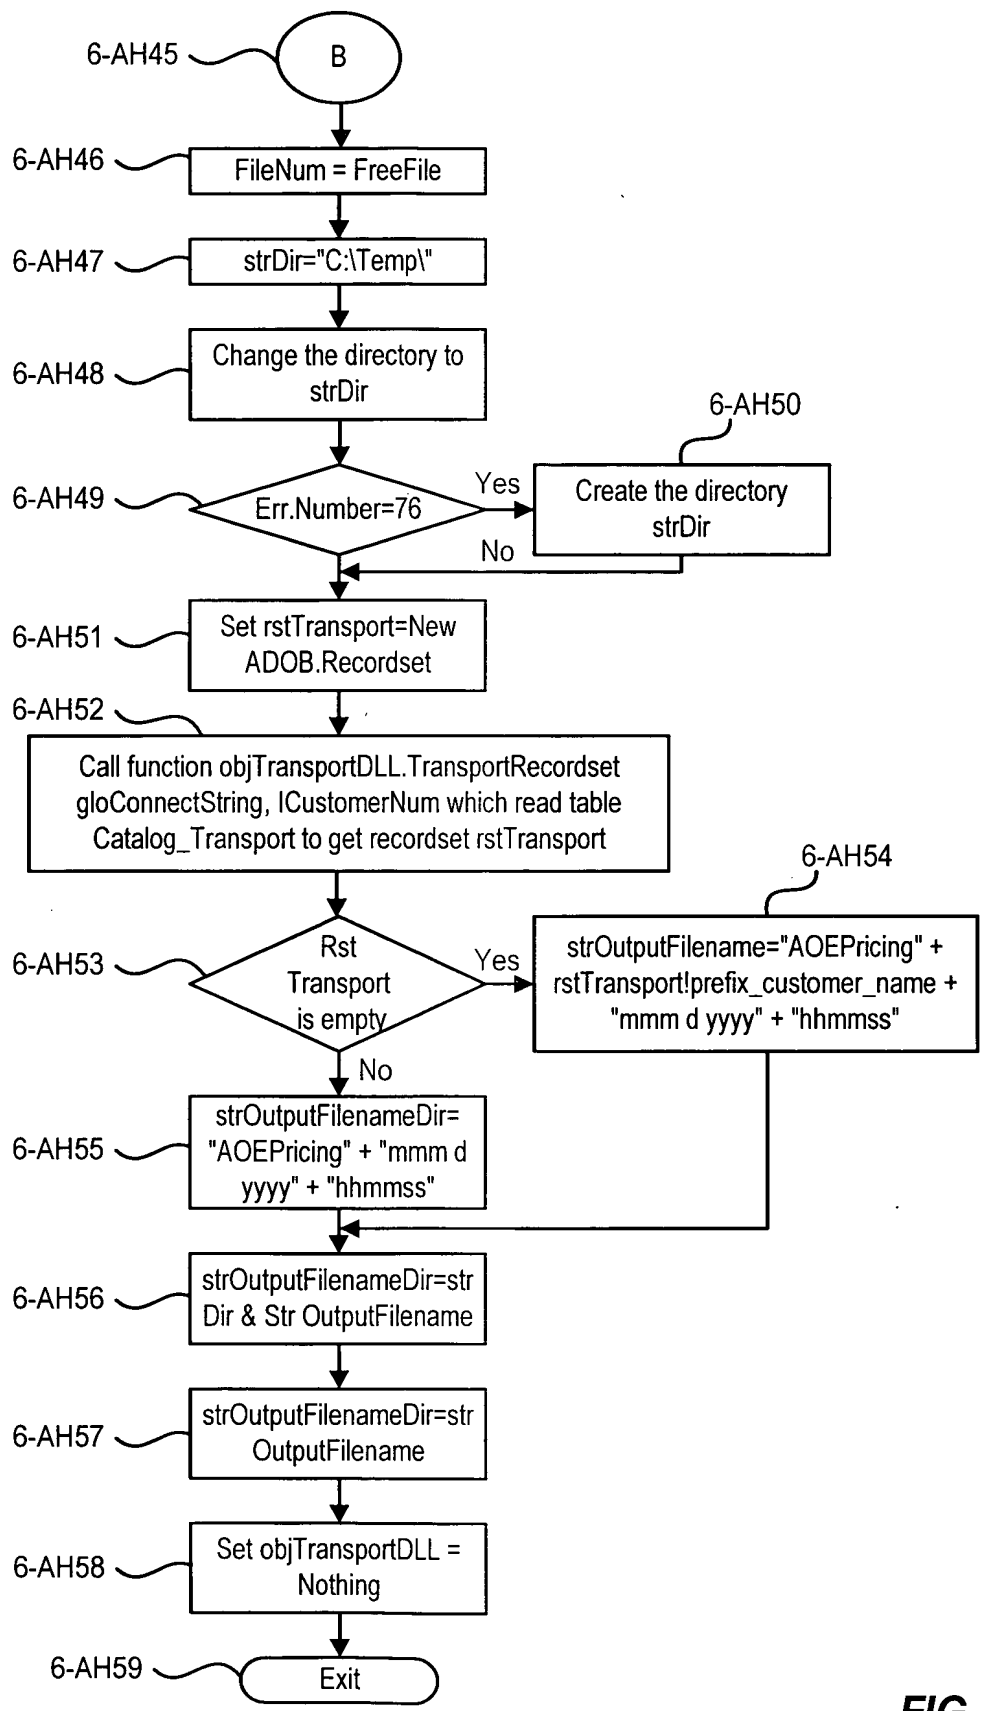 6-AH45
B
6-AH46
FileNum = FreeFile
6-AH47
strDir="C:\Temp\"
6-AH48
Change the directory to
strDir
6-AH49
Err.Number=76
Yes
No
6-AH50
Create the directory
strDir
6-AH51
Set rstTransport=New
ADOB.Recordset
6-AH52
Call function objTransportDLL.TransportRecordset
gloConnectString, ICustomerNum which read table
Catalog_Transport to get recordset rstTransport
6-AH53
Rst
Transport
is empty
Yes
No
6-AH54
strOutputFilename="AOEPricing" +
rstTransport!prefix_customer_name +
"mmm d yyyy" + "hhmmss"
6-AH55
strOutputFilenameDir=
"AOEPricing" + "mmm d
yyyy" + "hhmmss"
6-AH56
strOutputFilenameDir=str
Dir & Str OutputFilename
6-AH57
strOutputFilenameDir=str
OutputFilename
6-AH58
Set objTransportDLL =
Nothing
6-AH59
Exit
FIG